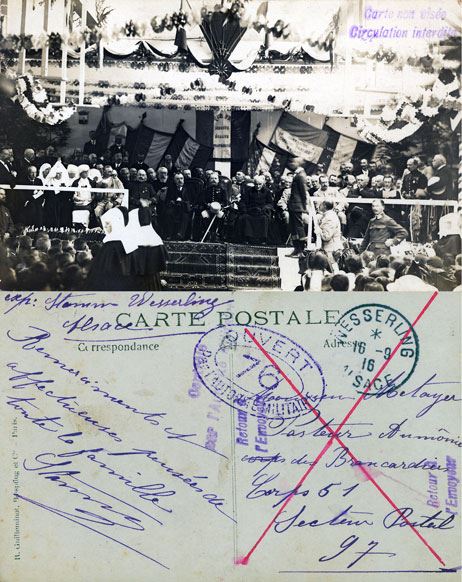 Carte non visée
Circulation interdite
exp: Stamm Wesserling
Alsace
CARTE POSTALE
Correspondance
Adresse
Remerciements et
affectueuses pensées de
toute la famille
Stamm
OUVERT
PAR L'AUTORITÉ MILITAIRE
76
WESSERLING
16-9
16
ALSACE
Retour à
l'Envoyeur
Monsieur Metayer
Pasteur Aumônier
des Brancardiers
Corps 51
Secteur Postal
97
Retour à
l'Envoyeur